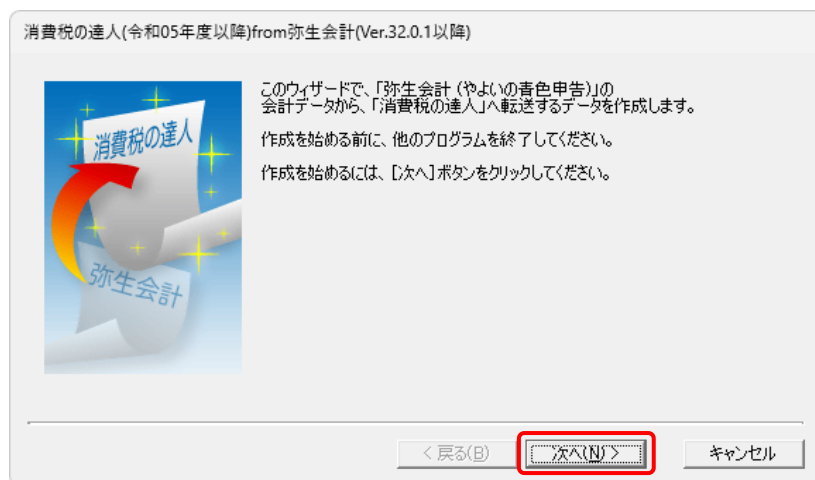 消費税の達人(令和05年度以降)from弥生会計(Ver.32.0.1以降)
消費税の達人
弥生会計
このウィザードで、「弥生会計（やよいの青色申告）」の
会計データから、「消費税の達人」へ転送するデータを作成します。
作成を始める前に、他のプログラムを終了してください。
作成を始めるには、[次へ]ボタンをクリックしてください。
< 戻る(B)
次へ(N) >
キャンセル